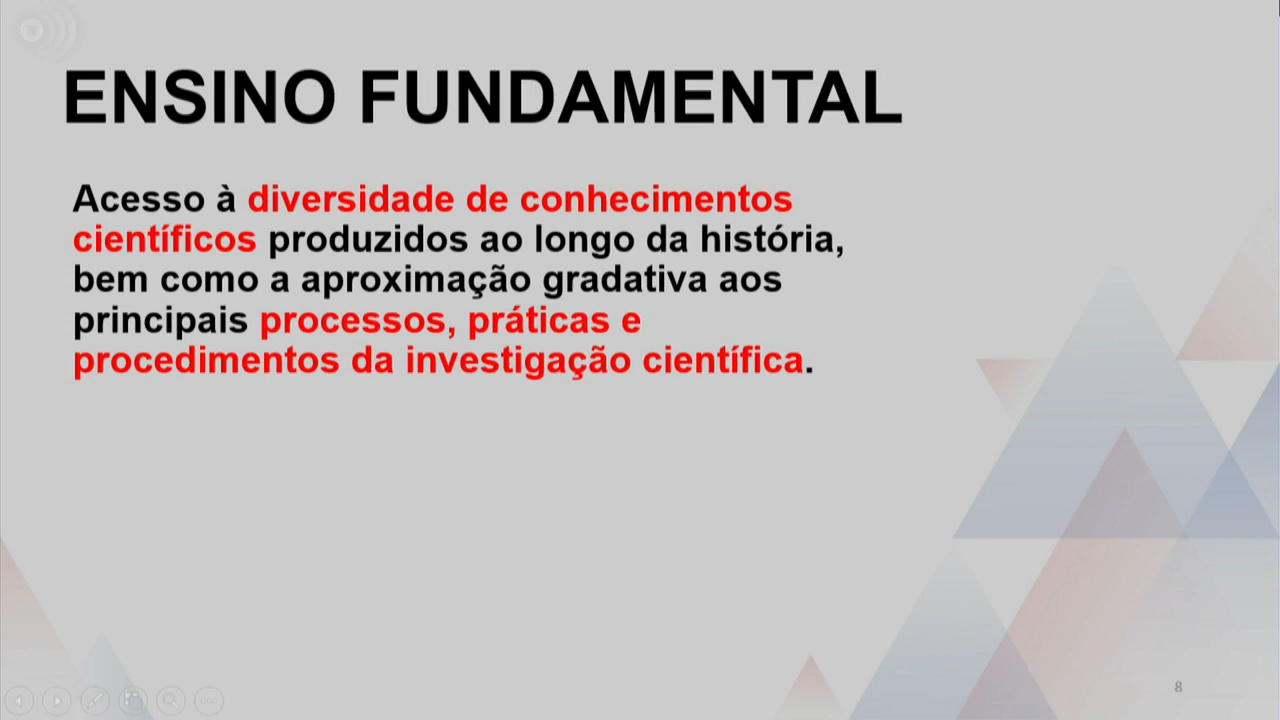 ENSINO FUNDAMENTAL
Acesso à diversidade de conhecimentos
científicos produzidos ao longo da história,
bem como a aproximação gradativa aos
principais processos, práticas e
procedimentos da investigação científica.
8